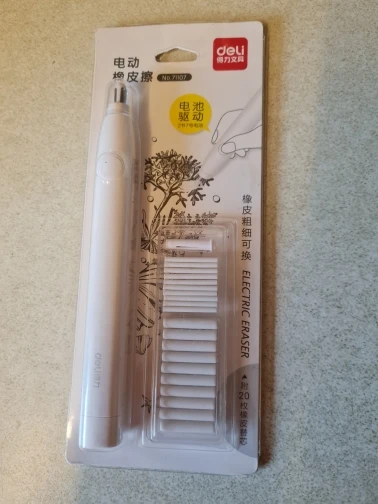 deli
得力文具
电动
橡皮擦
No.71107
电池
驱动
橡皮粗细可换
ELECTRIC ERASER
附20枚橡皮替芯